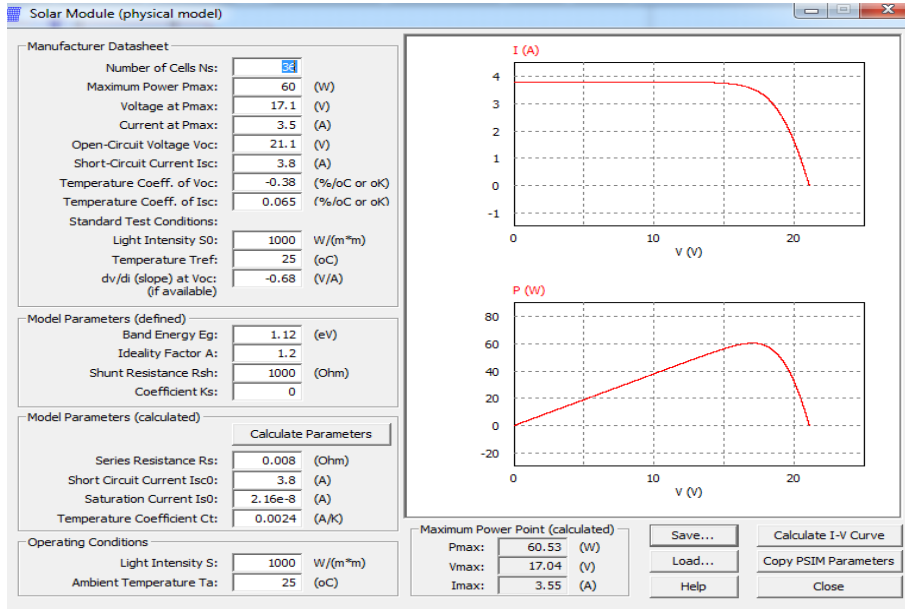 Solar Module (physical model)
Manufacturer Datasheet
Number of Cells Ns: 36
Maximum Power Pmax: 60 (W)
Voltage at Pmax: 17.1 (V)
Current at Pmax: 3.5 (A)
Open-Circuit Voltage Voc: 21.1 (V)
Short-Circuit Current Isc: 3.8 (A)
Temperature Coeff. of Voc: -0.38 (%/oC or oK)
Temperature Coeff. of Isc: 0.065 (%/oC or oK)
Standard Test Conditions:
Light Intensity S0: 1000 W/(m*m)
Temperature Tref: 25 (oC)
dv/di (slope) at Voc: -0.68 (V/A)
(if available)
Model Parameters (defined)
Band Energy Eg: 1.12 (eV)
Ideality Factor A: 1.2
Shunt Resistance Rsh: 1000 (Ohm)
Coefficient Ks: 0
Model Parameters (calculated)
Calculate Parameters
Series Resistance Rs: 0.008 (Ohm)
Short Circuit Current Isc0: 3.8 (A)
Saturation Current Is0: 2.16e-8 (A)
Temperature Coefficient Ct: 0.0024 (A/K)
Operating Conditions
Light Intensity S: 1000 W/(m*m)
Ambient Temperature Ta: 25 (oC)
I (A)
4
3
2
1
0
-1
0 10 20
V (V)
P (W)
80
60
40
20
0
-20
0 10 20
V (V)
Maximum Power Point (calculated)
Pmax: 60.53 (W)
Vmax: 17.04 (V)
Imax: 3.55 (A)
Save... Calculate I-V Curve
Load... Copy PSIM Parameters
Help Close